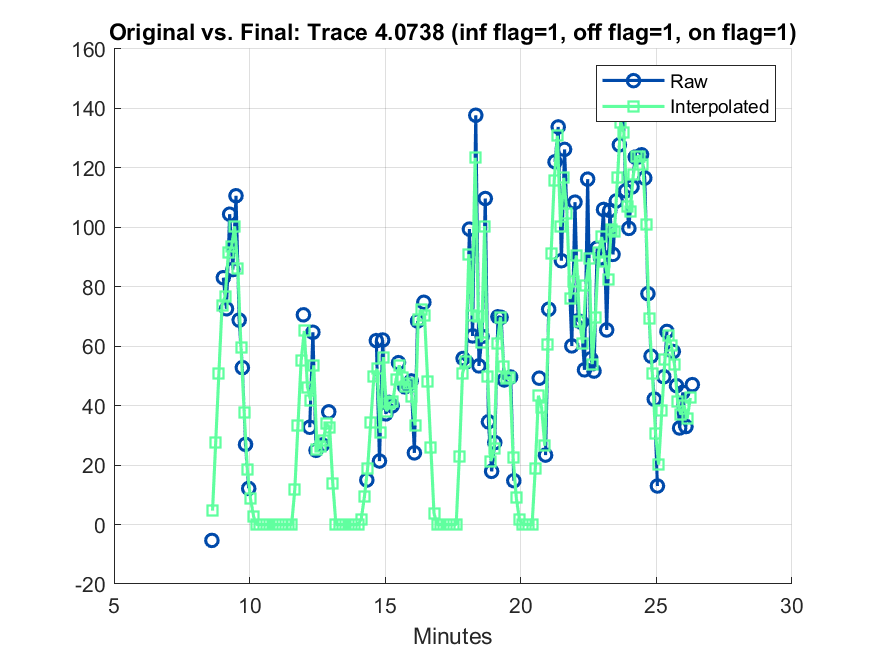 Original vs. Final: Trace 4.0738 (inf flag=1, off flag=1, on flag=1)
160
140
120
100
80
60
40
20
0
-20
Raw
Interpolated
5 10 15 20 25 30
Minutes